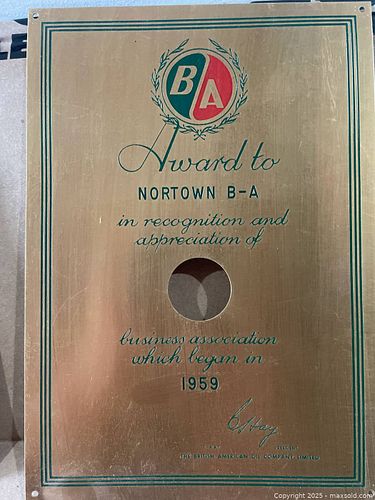 B A
Award to
NORTOWN B-A
in recognition and
appreciation of
business association
which began in
1959
C Hay
THE BRITISH AMERICAN OIL COMPANY LIMITED
Copyright © 2025 - maxsold.com